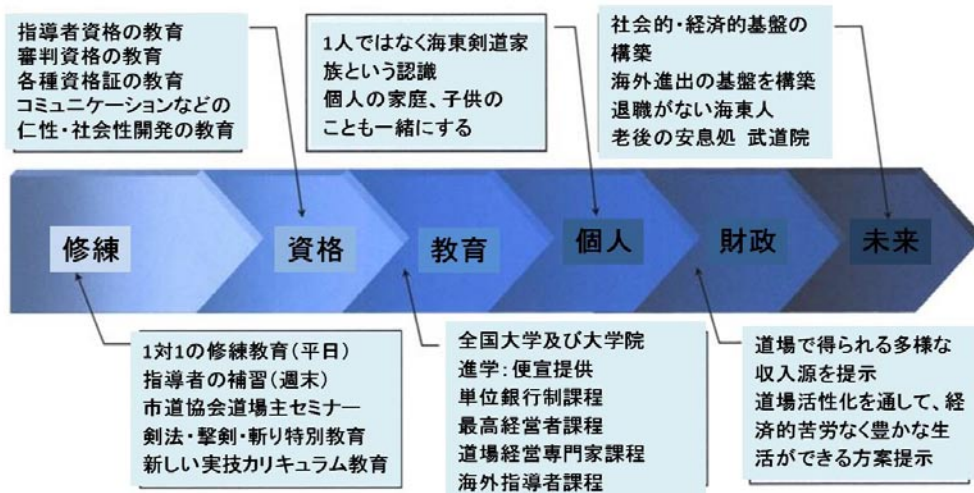 指導者資格の教育
審判資格の教育
各種資格証の教育
コミュニケーションなどの
仁性・社会性開発の教育
1人ではなく海東剣道家
族という認識
個人の家庭、子供の
ことも一緒にする
社会的・経済的基盤の
構築
海外進出の基盤を構築
退職がない海東人
老後の安息処 武道院
修練
資格
教育
個人
財政
未来
1対1の修練教育(平日)
指導者の補習(週末)
市道協会道場主セミナー
剣法・撃剣・斬り特別教育
新しい実技カリキュラム教育
全国大学及び大学院
進学:便宜提供
単位銀行制課程
最高経営者課程
道場経営専門家課程
海外指導者課程
道場で得られる多様な
収入源を提示
道場活性化を通して、経
済的苦労なく豊かな生
活ができる方案提示